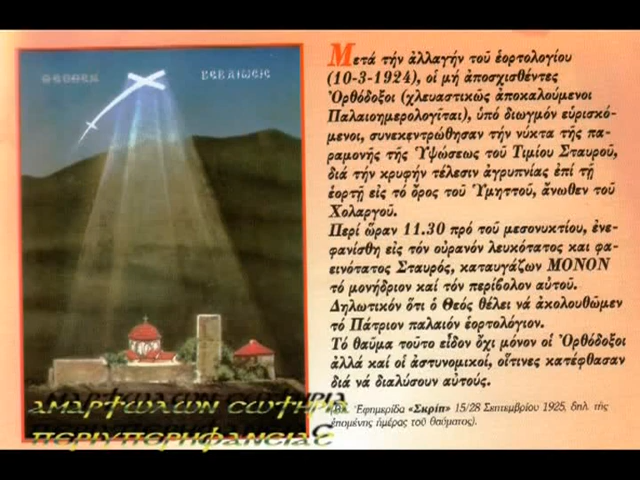 ΒΕΒΑΙΩΣΙΣ
Μετά τήν ἀλλαγήν τοῦ ἑορτολογίου
(10-3-1924), οἱ μή ἀποσχισθέντες
Ὀρθόδοξοι (χλευαστικῶς ἀποκαλούμενοι
Παλαιοημερολογῖται), ὑπό διωγμόν εὑρισκό-
μενοι, συνεκεντρώθησαν τήν νύκτα τῆς πα-
ραμονῆς τῆς Ὑψώσεως τοῦ Τιμίου Σταυροῦ,
διά τήν κρυφήν τέλεσιν ἀγρυπνίας ἐπί τῇ
ἑορτῇ εἰς τό ὄρος τοῦ Ὑμηττοῦ, ἄνωθεν τοῦ
Χολαργοῦ.
Περί ὥραν 11.30 πρό τοῦ μεσονυκτίου, ἐνε-
φανίσθη εἰς τόν οὐρανόν λευκότατος και φα-
εινότατος Σταυρός, καταυγάζων ΜΟΝΟΝ
τό μονήδριον καί τόν περίβολον αὐτοῦ.
Δηλωτικόν ὅτι ὁ Θεός θέλει νά ἀκολουθῶμεν
τό Πάτριον παλαιόν ἑορτολόγιον.
Τό θαῦμα τοῦτο εἶδον ὄχι μόνον οἱ Ὀρθόδοξοι
ἀλλά καί οἱ ἀστυνομικοί, οἵτινες κατέφθασαν
διά νά διαλύσουν αὐτούς.
Ἐφημερίδα «Σκρίπ» 15/28 Σεπτεμβρίου 1925, δηλ. τῆς
ἐπομένης ἡμέρας τοῦ θαύματος).
ΑΜΑΡΤΩΛΩΝ ΣΩΤΗΡΙΑ
ΠΕΡΙ ΥΠΕΡΗΦΑΝΕΙΑΣ